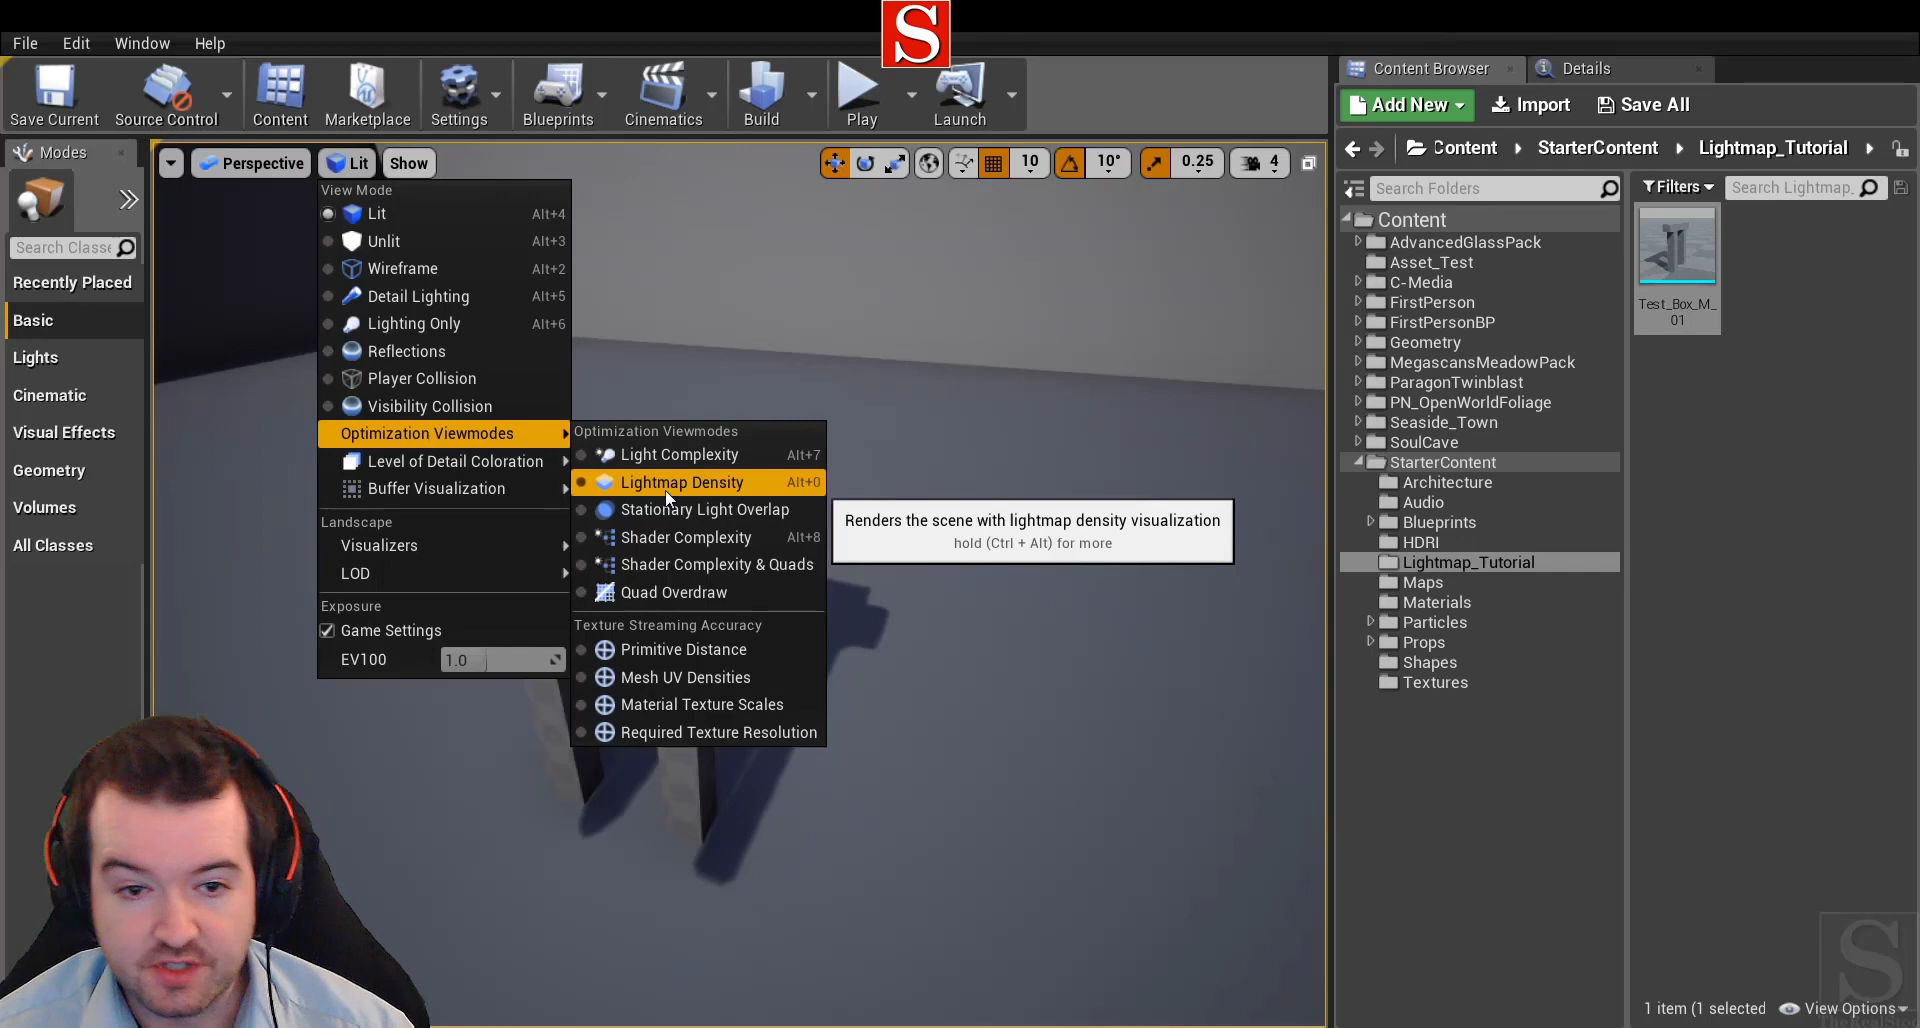 S
File Edit Window Help
Save Current Source Control Content Marketplace Settings Blueprints Cinematics Build Play Launch
Content Browser Details
Add New Import Save All
Content StarterContent Lightmap_Tutorial
Modes
Perspective Lit Show
10 10° 0.25 4
Search Folders
Filters Search Lightmap_
Search Classe
Recently Placed
Basic
Lights
Cinematic
Visual Effects
Geometry
Volumes
All Classes
View Mode
Lit Alt+4
Unlit Alt+3
Wireframe Alt+2
Detail Lighting Alt+5
Lighting Only Alt+6
Reflections
Player Collision
Visibility Collision
Optimization Viewmodes
Level of Detail Coloration
Buffer Visualization
Landscape
Visualizers
LOD
Exposure
Game Settings
EV100 1.0
Optimization Viewmodes
Light Complexity Alt+7
Lightmap Density Alt+0
Stationary Light Overlap
Shader Complexity Alt+8
Shader Complexity & Quads
Quad Overdraw
Texture Streaming Accuracy
Primitive Distance
Mesh UV Densities
Material Texture Scales
Required Texture Resolution
Renders the scene with lightmap density visualization
hold (Ctrl + Alt) for more
Content
AdvancedGlassPack
Asset_Test
C-Media
FirstPerson
FirstPersonBP
Geometry
MegascansMeadowPack
ParagonTwinblast
PN_OpenWorldFoliage
Seaside_Town
SoulCave
StarterContent
Architecture
Audio
Blueprints
HDRI
Lightmap_Tutorial
Maps
Materials
Particles
Props
Shapes
Textures
Test_Box_M_
01
S
1 item (1 selected View Options